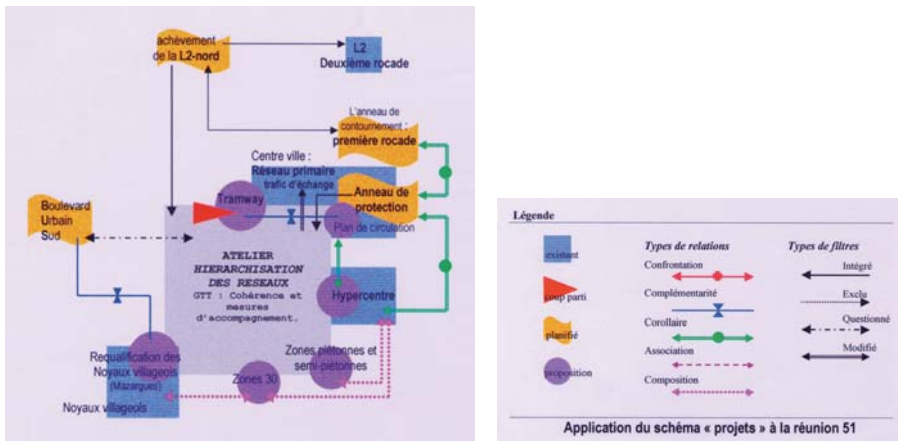 achèvement
de la L2-nord
L2
Deuxième rocade
L'anneau de
contournement :
première rocade
Centre ville :
Réseau primaire
trafic d'échange
Tramway
Anneau de
protection
Plan de circulation
Boulevard
Urbain
Sud
ATELIER
HIERARCHISATION
DES RESEAUX
GTT : Cohérence et
mesures
d'accompagnement.
Hypercentre
Requalification des
Noyaux villageois
(Mazargues)
Noyaux villageois
Zones 30
Zones piétonnes et
semi-piétonnes
Légende
existant
coup parti
planifié
proposition
Types de relations
Confrontation
Complémentarité
Corollaire
Association
Composition
Types de filtres
Intégré
Exclu
Questionné
Modifié
Application du schéma « projets » à la réunion 51